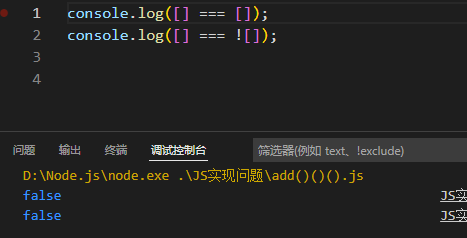 1 console.log([] === []);
2 console.log([] === ![]);
3
4
问题 输出 终端 调试控制台 筛选器(例如 text、!exclude)
D:\Node.js\node.exe .\JS实现问题\add()()().js
false JS实
false JS实